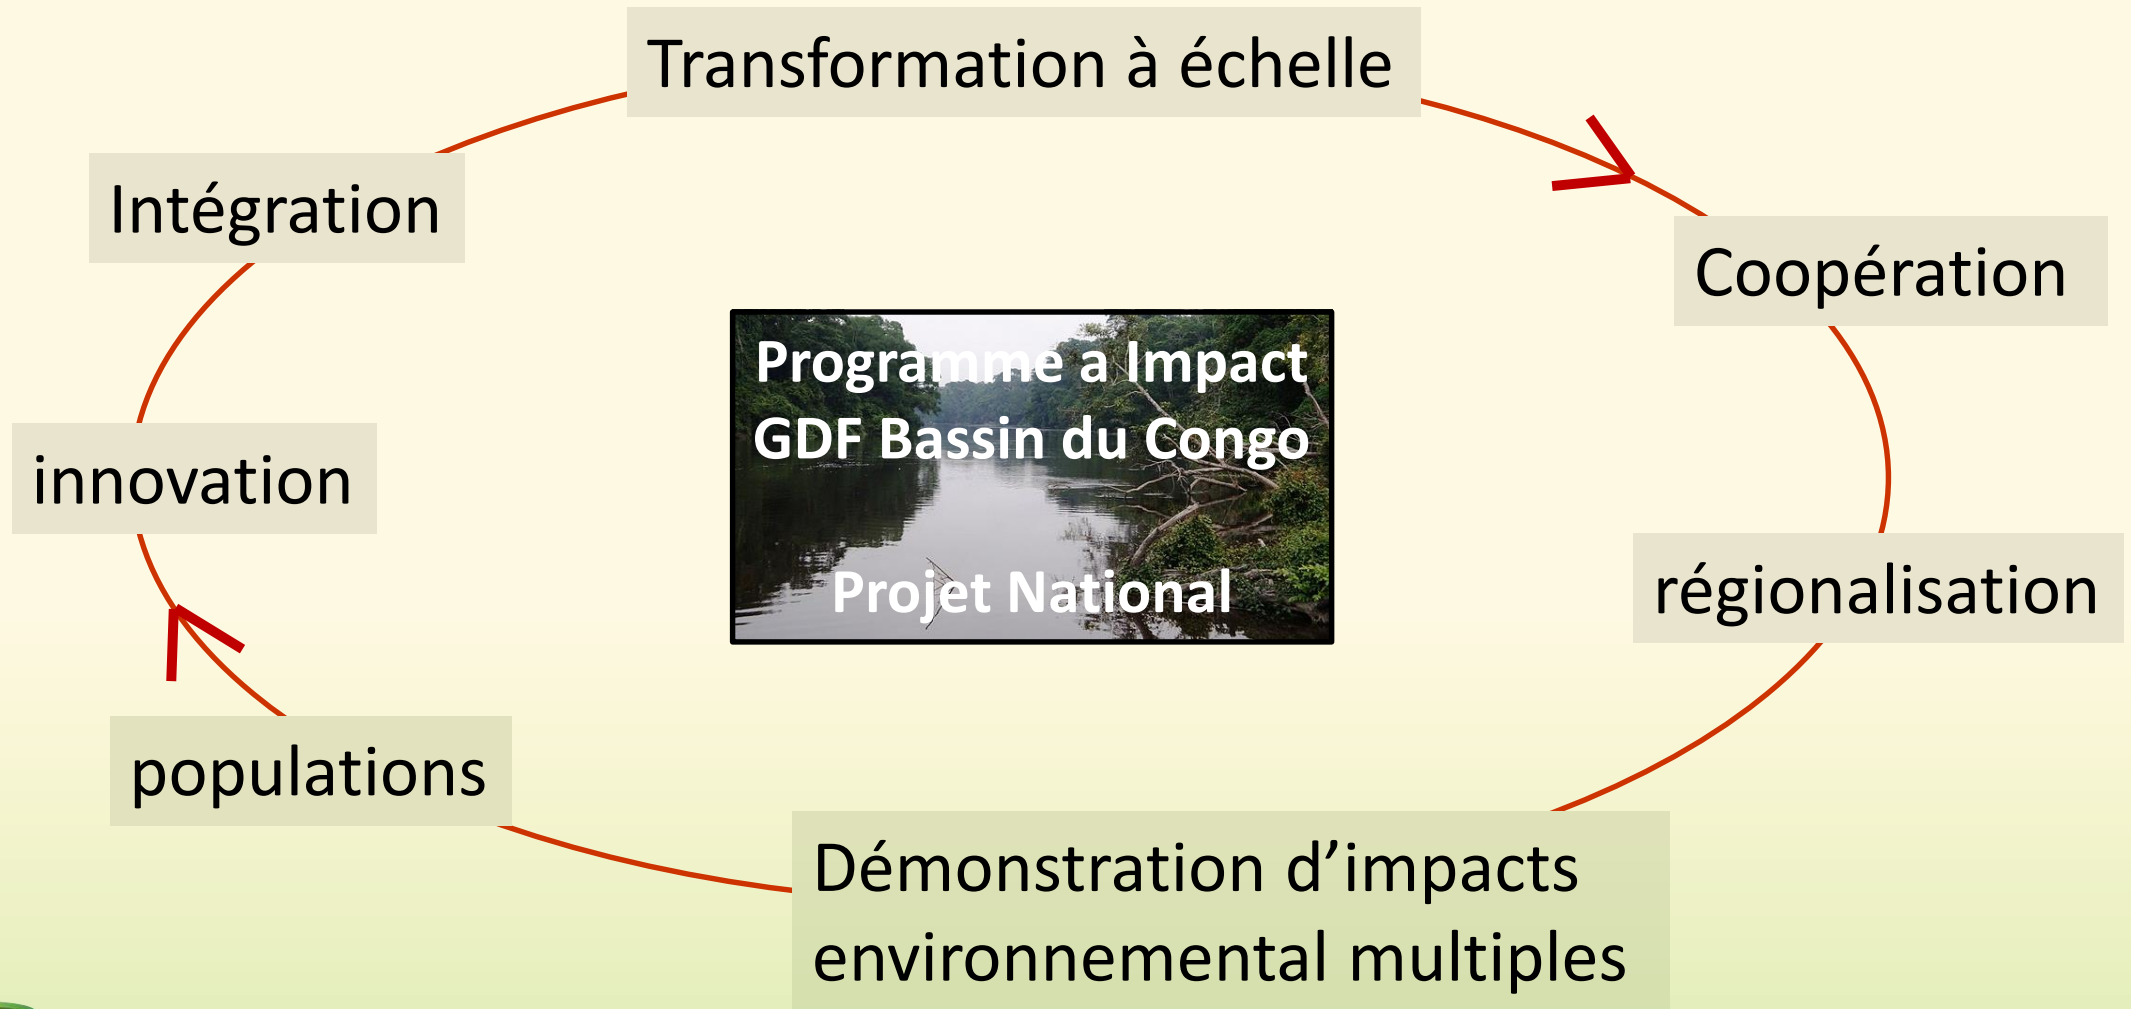 Transformation à échelle
Intégration
Coopération
Programme a Impact
GDF Bassin du Congo
Projet National
innovation
régionalisation
populations
Démonstration d’impacts
environnemental multiples